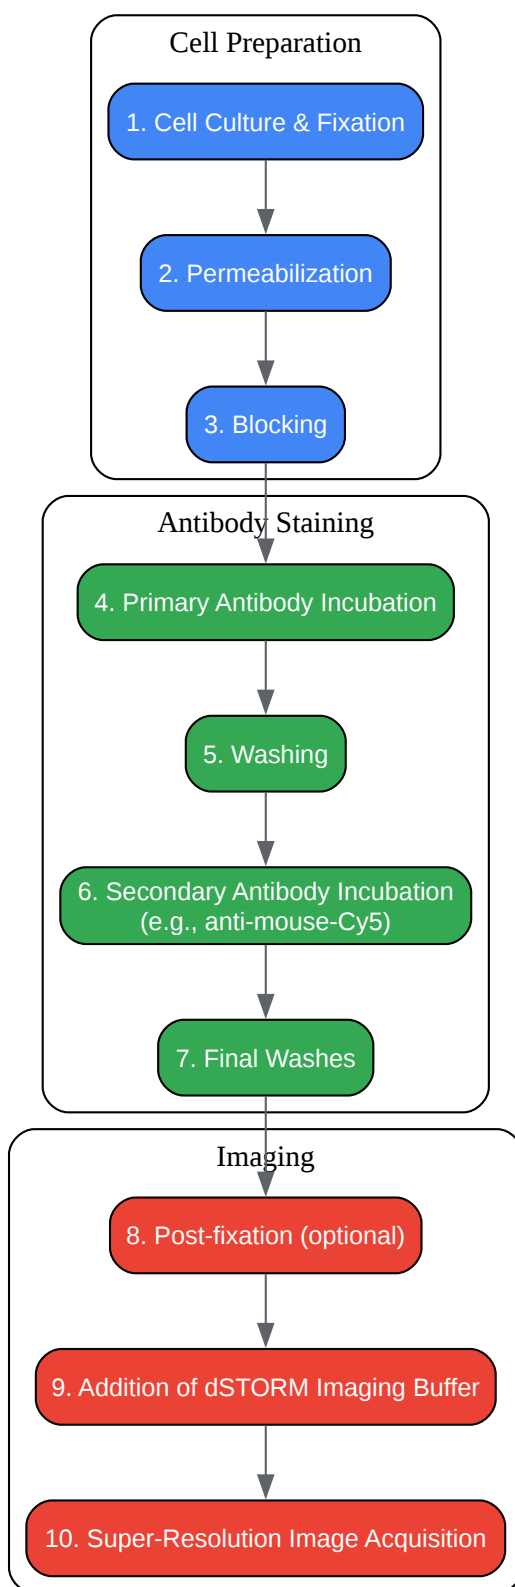 Cell Preparation
1. Cell Culture & Fixation
2. Permeabilization
3. Blocking
Antibody Staining
4. Primary Antibody Incubation
5. Washing
6. Secondary Antibody Incubation
(e.g., anti-mouse-Cy5)
7. Final Washes
Imaging
8. Post-fixation (optional)
9. Addition of dSTORM Imaging Buffer
10. Super-Resolution Image Acquisition